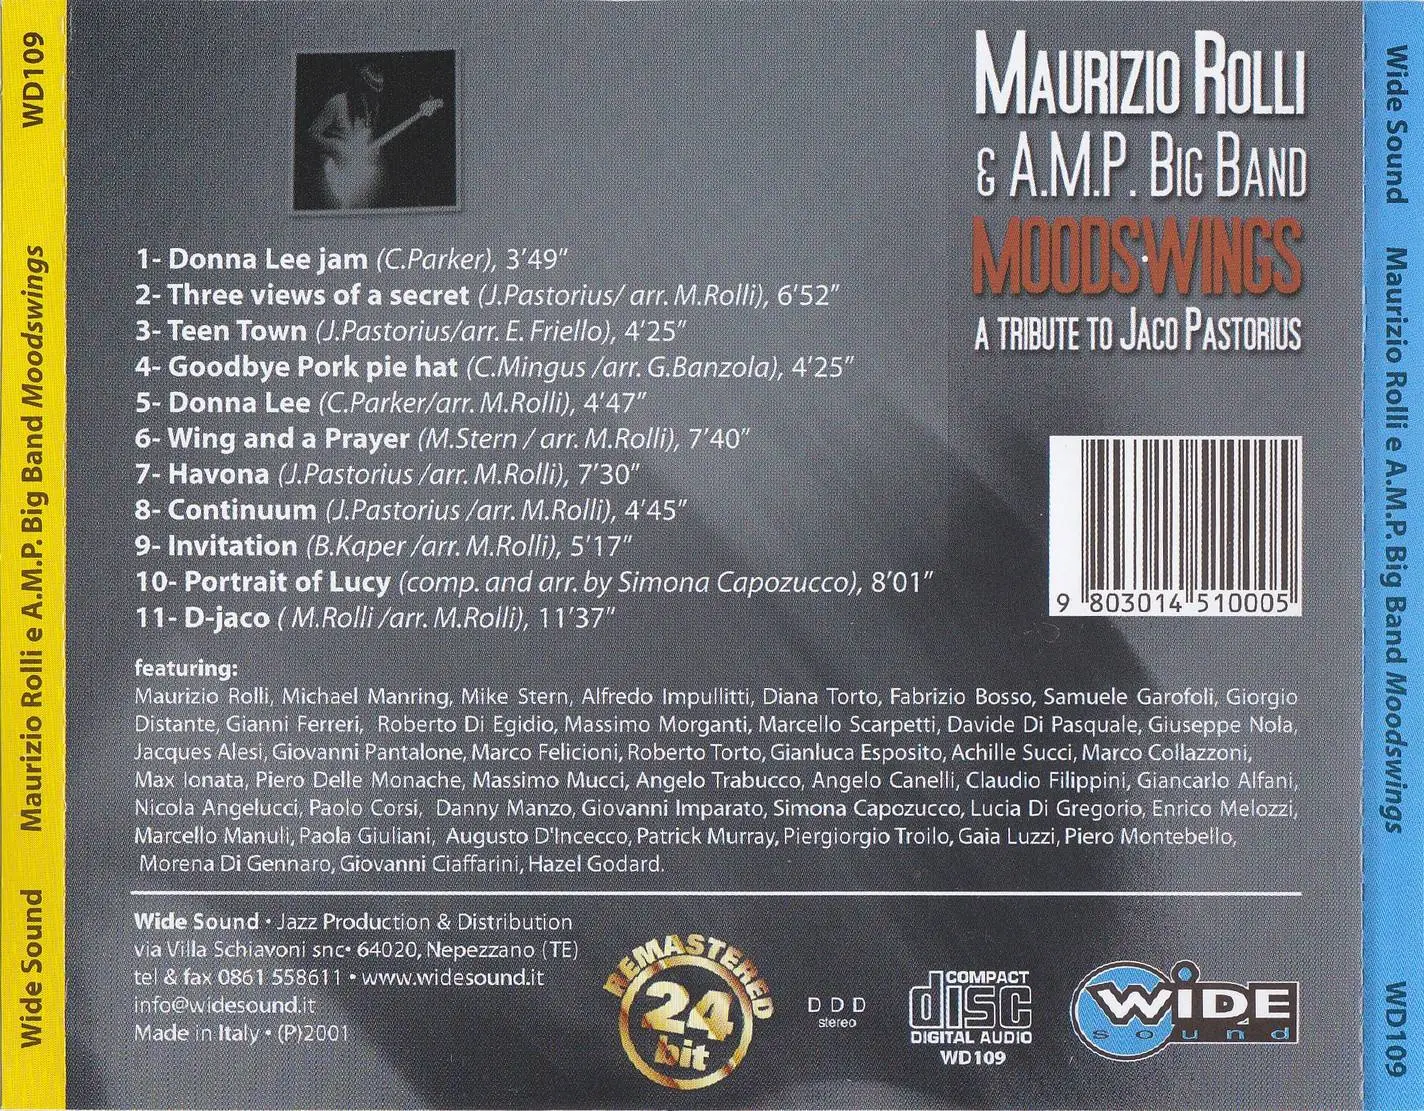 Wide Sound Maurizio Rolli e A.M.P. Big Band Moodswings WD109
MAURIZIO ROLLI
& A.M.P. BIG BAND
MOODS·WINGS
A TRIBUTE TO JACO PASTORIUS
1- Donna Lee jam (C.Parker), 3'49"
2- Three views of a secret (J.Pastorius/ arr. M.Rolli), 6'52"
3- Teen Town (J.Pastorius/arr. E. Friello), 4'25"
4- Goodbye Pork pie hat (C.Mingus /arr. G.Banzola), 4'25"
5- Donna Lee (C.Parker/arr. M.Rolli), 4'47"
6- Wing and a Prayer (M.Stern / arr. M.Rolli), 7'40"
7- Havona (J.Pastorius /arr. M.Rolli), 7'30"
8- Continuum (J.Pastorius /arr. M.Rolli), 4'45"
9- Invitation (B.Kaper /arr. M.Rolli), 5'17"
10- Portrait of Lucy (comp. and arr. by Simona Capozucco), 8'01"
11- D-jaco ( M.Rolli /arr. M.Rolli), 11'37"
9 803014 510005
featuring:
Maurizio Rolli, Michael Manring, Mike Stern, Alfredo Impullitti, Diana Torto, Fabrizio Bosso, Samuele Garofoli, Giorgio
Distante, Gianni Ferreri, Roberto Di Egidio, Massimo Morganti, Marcello Scarpetti, Davide Di Pasquale, Giuseppe Nola,
Jacques Alesi, Giovanni Pantalone, Marco Felicioni, Roberto Torto, Gianluca Esposito, Achille Succi, Marco Collazzoni,
Max Ionata, Piero Delle Monache, Massimo Mucci, Angelo Trabucco, Angelo Canelli, Claudio Filippini, Giancarlo Alfani,
Nicola Angelucci, Paolo Corsi, Danny Manzo, Giovanni Imparato, Simona Capozucco, Lucia Di Gregorio, Enrico Melozzi,
Marcello Manuli, Paola Giuliani, Augusto D'Incecco, Patrick Murray, Piergiorgio Troilo, Gaia Luzzi, Piero Montebello,
Morena Di Gennaro, Giovanni Ciaffarini, Hazel Godard.
Wide Sound • Jazz Production & Distribution
via Villa Schiavoni snc• 64020, Nepezzano (TE)
tel & fax 0861 558611 • www.widesound.it
info@widesound.it
Made in Italy • (P)2001
REMASTERED
24
bit
D D D
stereo
COMPACT
disc
DIGITAL AUDIO
WD109
WIDE
sound
Wide Sound Maurizio Rolli e A.M.P. Big Band Moodswings WD109